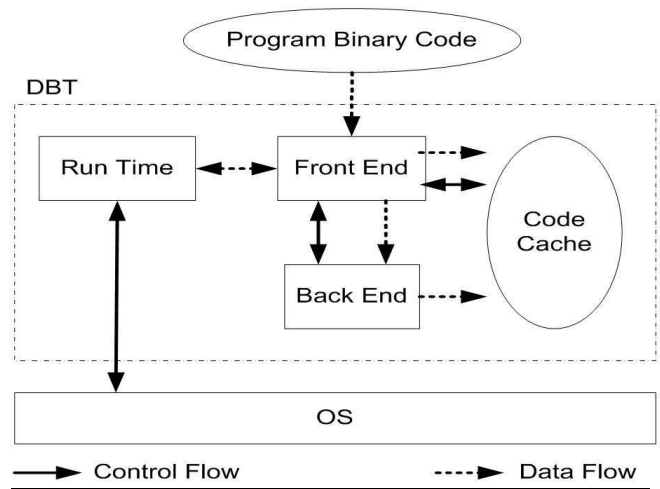 Program Binary Code
DBT
Run Time
Front End
Code
Cache
Back End
OS
Control Flow
Data Flow